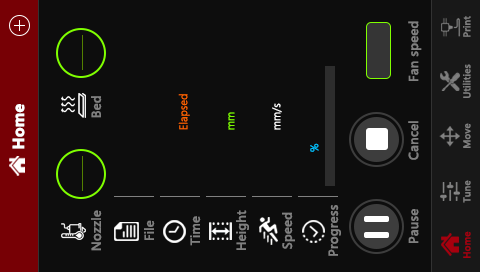 Home
Nozzle
Bed
File
Time
Elapsed
Height
mm
Speed
mm/s
Progress
%
Pause
Cancel
Fan speed
Home
Tune
Move
Utilities
Print